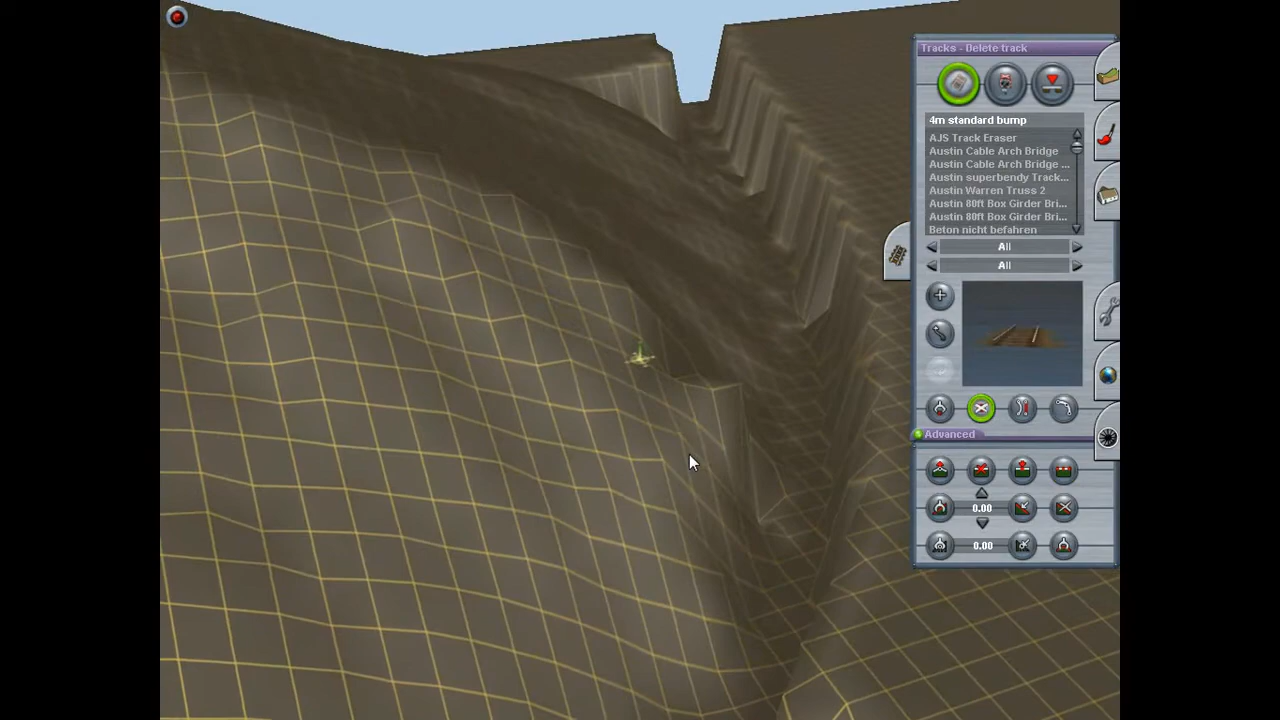 Tracks - Delete track
4m standard bump
AJS Track Eraser
Austin Cable Arch Bridge
Austin Cable Arch Bridge ...
Austin superbendy Track...
Austin Warren Truss 2
Austin 80ft Box Girder Bri...
Austin 80ft Box Girder Bri...
Beton nicht befahren
All
All
Advanced
0.00
0.00